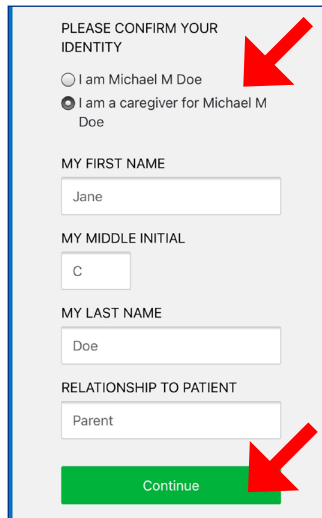 PLEASE CONFIRM YOUR
IDENTITY
I am Michael M Doe
I am a caregiver for Michael M
Doe
MY FIRST NAME
Jane
MY MIDDLE INITIAL
C
MY LAST NAME
Doe
RELATIONSHIP TO PATIENT
Parent
Continue